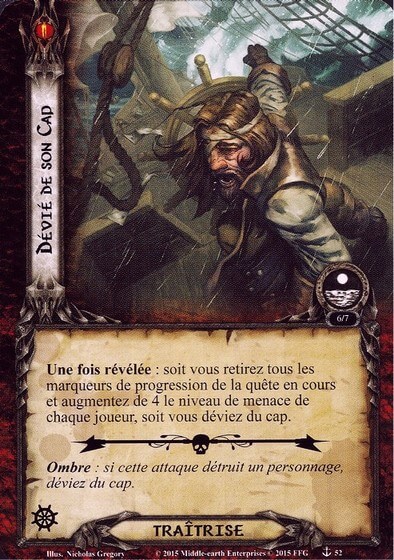 DÉVIÉ DE SON CAP
6/7
Une fois révélée : soit vous retirez tous les
marqueurs de progression de la quête en cours
et augmentez de 4 le niveau de menace de
chaque joueur, soit vous déviez du cap.
Ombre : si cette attaque détruit un personnage,
déviez du cap.
TRAÎTRISE
Illus. Nicholas Gregory © 2015 Middle-earth Enterprises © 2015 FFG 52